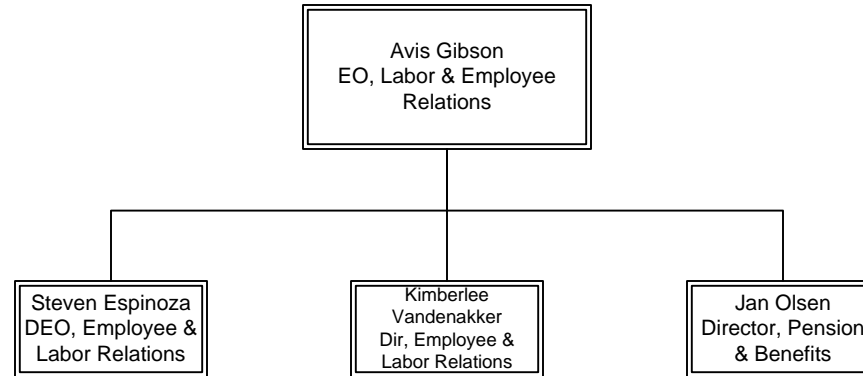 Avis Gibson
EO, Labor & Employee
Relations
Steven Espinoza
DEO, Employee &
Labor Relations
Kimberlee
Vandenakker
Dir, Employee &
Labor Relations
Jan Olsen
Director, Pension
& Benefits